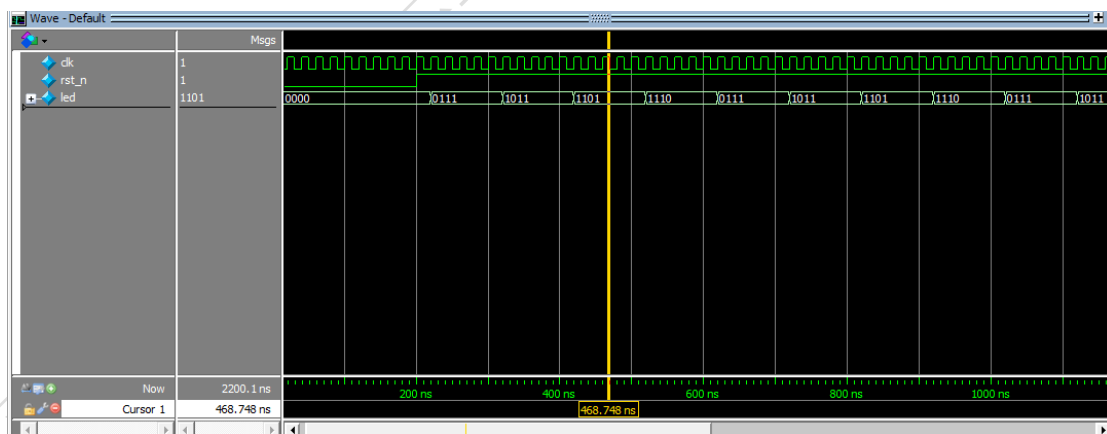 Wave - Default
Msgs
clk 1
rst_n 1
led 1101 0000 0111 1011 1101 1110 0111 1011 1101 1110 0111 1011
Now 2200.1 ns 200 ns 400 ns 600 ns 800 ns 1000 ns
Cursor 1 468.748 ns 468.748 ns